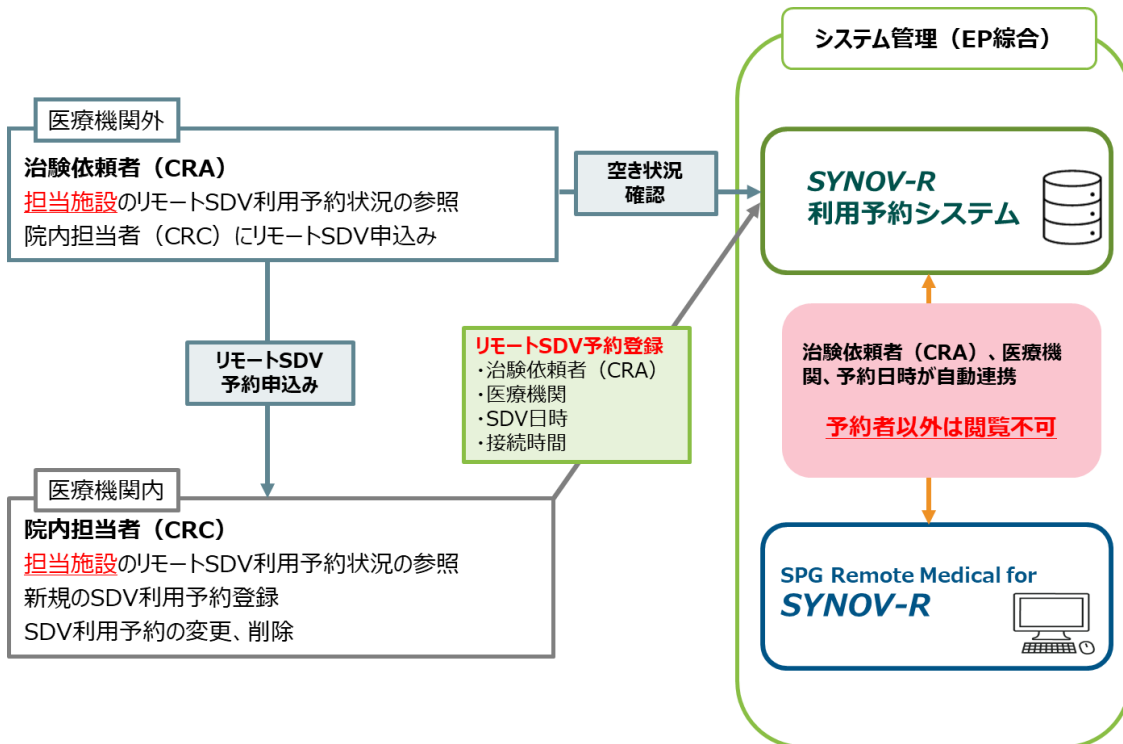 システム管理（EP綜合）
医療機関外
治験依頼者（CRA）
担当施設のリモートSDV利用予約状況の参照
院内担当者（CRC）にリモートSDV申込み
空き状況
確認
SYNOV-R
利用予約システム
リモートSDV
予約申込み
リモートSDV予約登録
・治験依頼者（CRA）
・医療機関
・SDV日時
・接続時間
治験依頼者（CRA）、医療機
関、予約日時が自動連携
予約者以外は閲覧不可
医療機関内
院内担当者（CRC）
担当施設のリモートSDV利用予約状況の参照
新規のSDV利用予約登録
SDV利用予約の変更、削除
SPG Remote Medical for
SYNOV-R